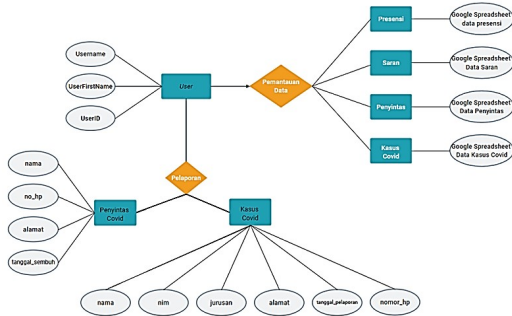 Presensi
Google Spreadsheet
data presensi
Username
Saran
Google Spreadsheet
Data Saran
UserFirstName
User
Pemantauan
Data
Penyintas
Google Spreadsheet
Data Penyintas
UserID
Kasus
Covid
Google Spreadsheet
Data Kasus Covid
nama
Pelaporan
no_hp
Penyintas
Covid
Kasus
Covid
alamat
tanggal_sembuh
nama
nim
jurusan
alamat
tanggal_pelaporan
nomor_hp